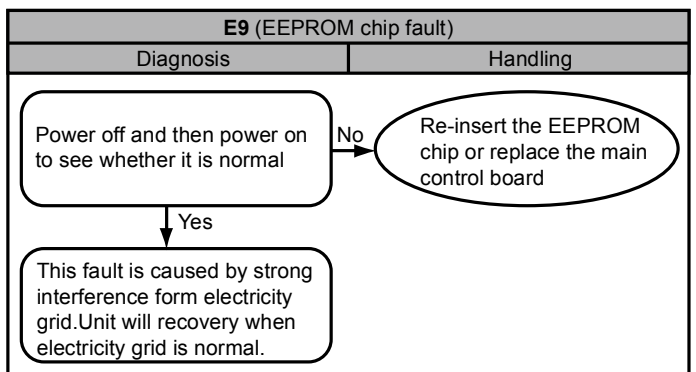 E9 (EEPROM chip fault)
Diagnosis
Handling
Power off and then power on
to see whether it is normal
No
Re-insert the EEPROM
chip or replace the main
control board
Yes
This fault is caused by strong
interference form electricity
grid.Unit will recovery when
electricity grid is normal.